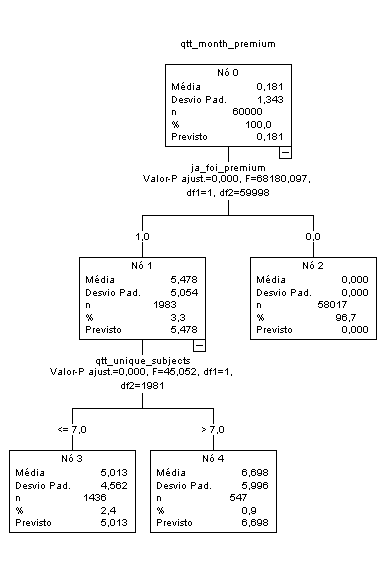 qtt_month_premium
Nó 0
Média 0,181
Desvio Pad. 1,343
n 60000
% 100,0
Previsto 0,181
ja_foi_premium
Valor-P ajust.=0,000, F=68180,097,
df1=1, df2=59998
1,0 0,0
Nó 1
Média 5,478
Desvio Pad. 5,054
n 1983
% 3,3
Previsto 5,478
Nó 2
Média 0,000
Desvio Pad. 0,000
n 58017
% 96,7
Previsto 0,000
qtt_unique_subjects
Valor-P ajust.=0,000, F=45,052, df1=1,
df2=1981
<= 7,0 > 7,0
Nó 3
Média 5,013
Desvio Pad. 4,562
n 1436
% 2,4
Previsto 5,013
Nó 4
Média 6,698
Desvio Pad. 5,996
n 547
% 0,9
Previsto 6,698